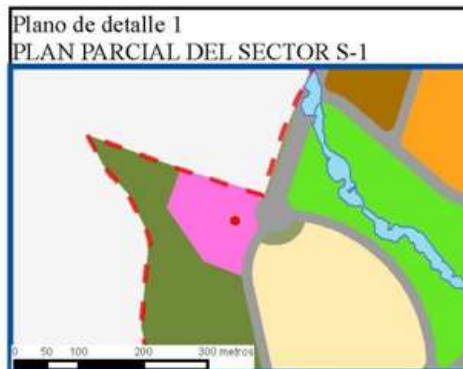 Plano de detalle 1
PLAN PARCIAL DEL SECTOR S-1
0 50 100 200 300 metros